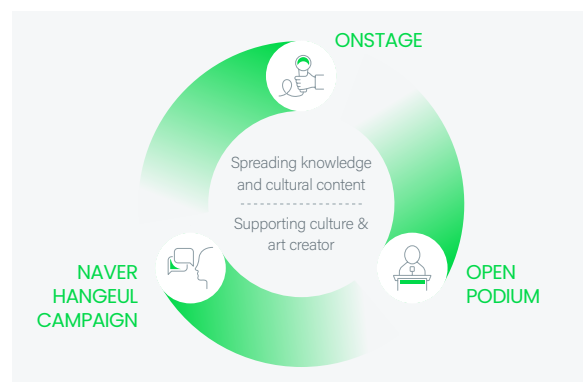 ONSTAGE
Spreading knowledge
and cultural content
Supporting culture &
art creator
NAVER
HANGEUL
CAMPAIGN
OPEN
PODIUM